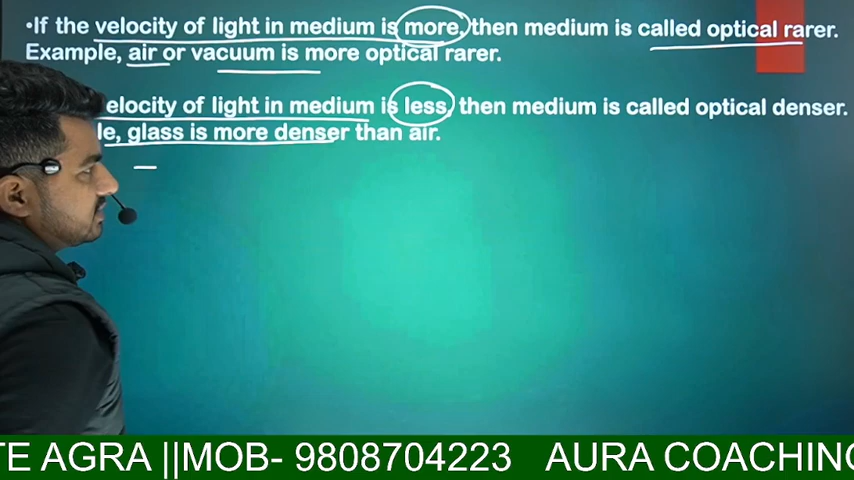 •If the velocity of light in medium is more, then medium is called optical rarer.
Example, air or vacuum is more optical rarer.
elocity of light in medium is less, then medium is called optical denser.
le, glass is more denser than air.
TE AGRA ||MOB- 9808704223 AURA COACHING